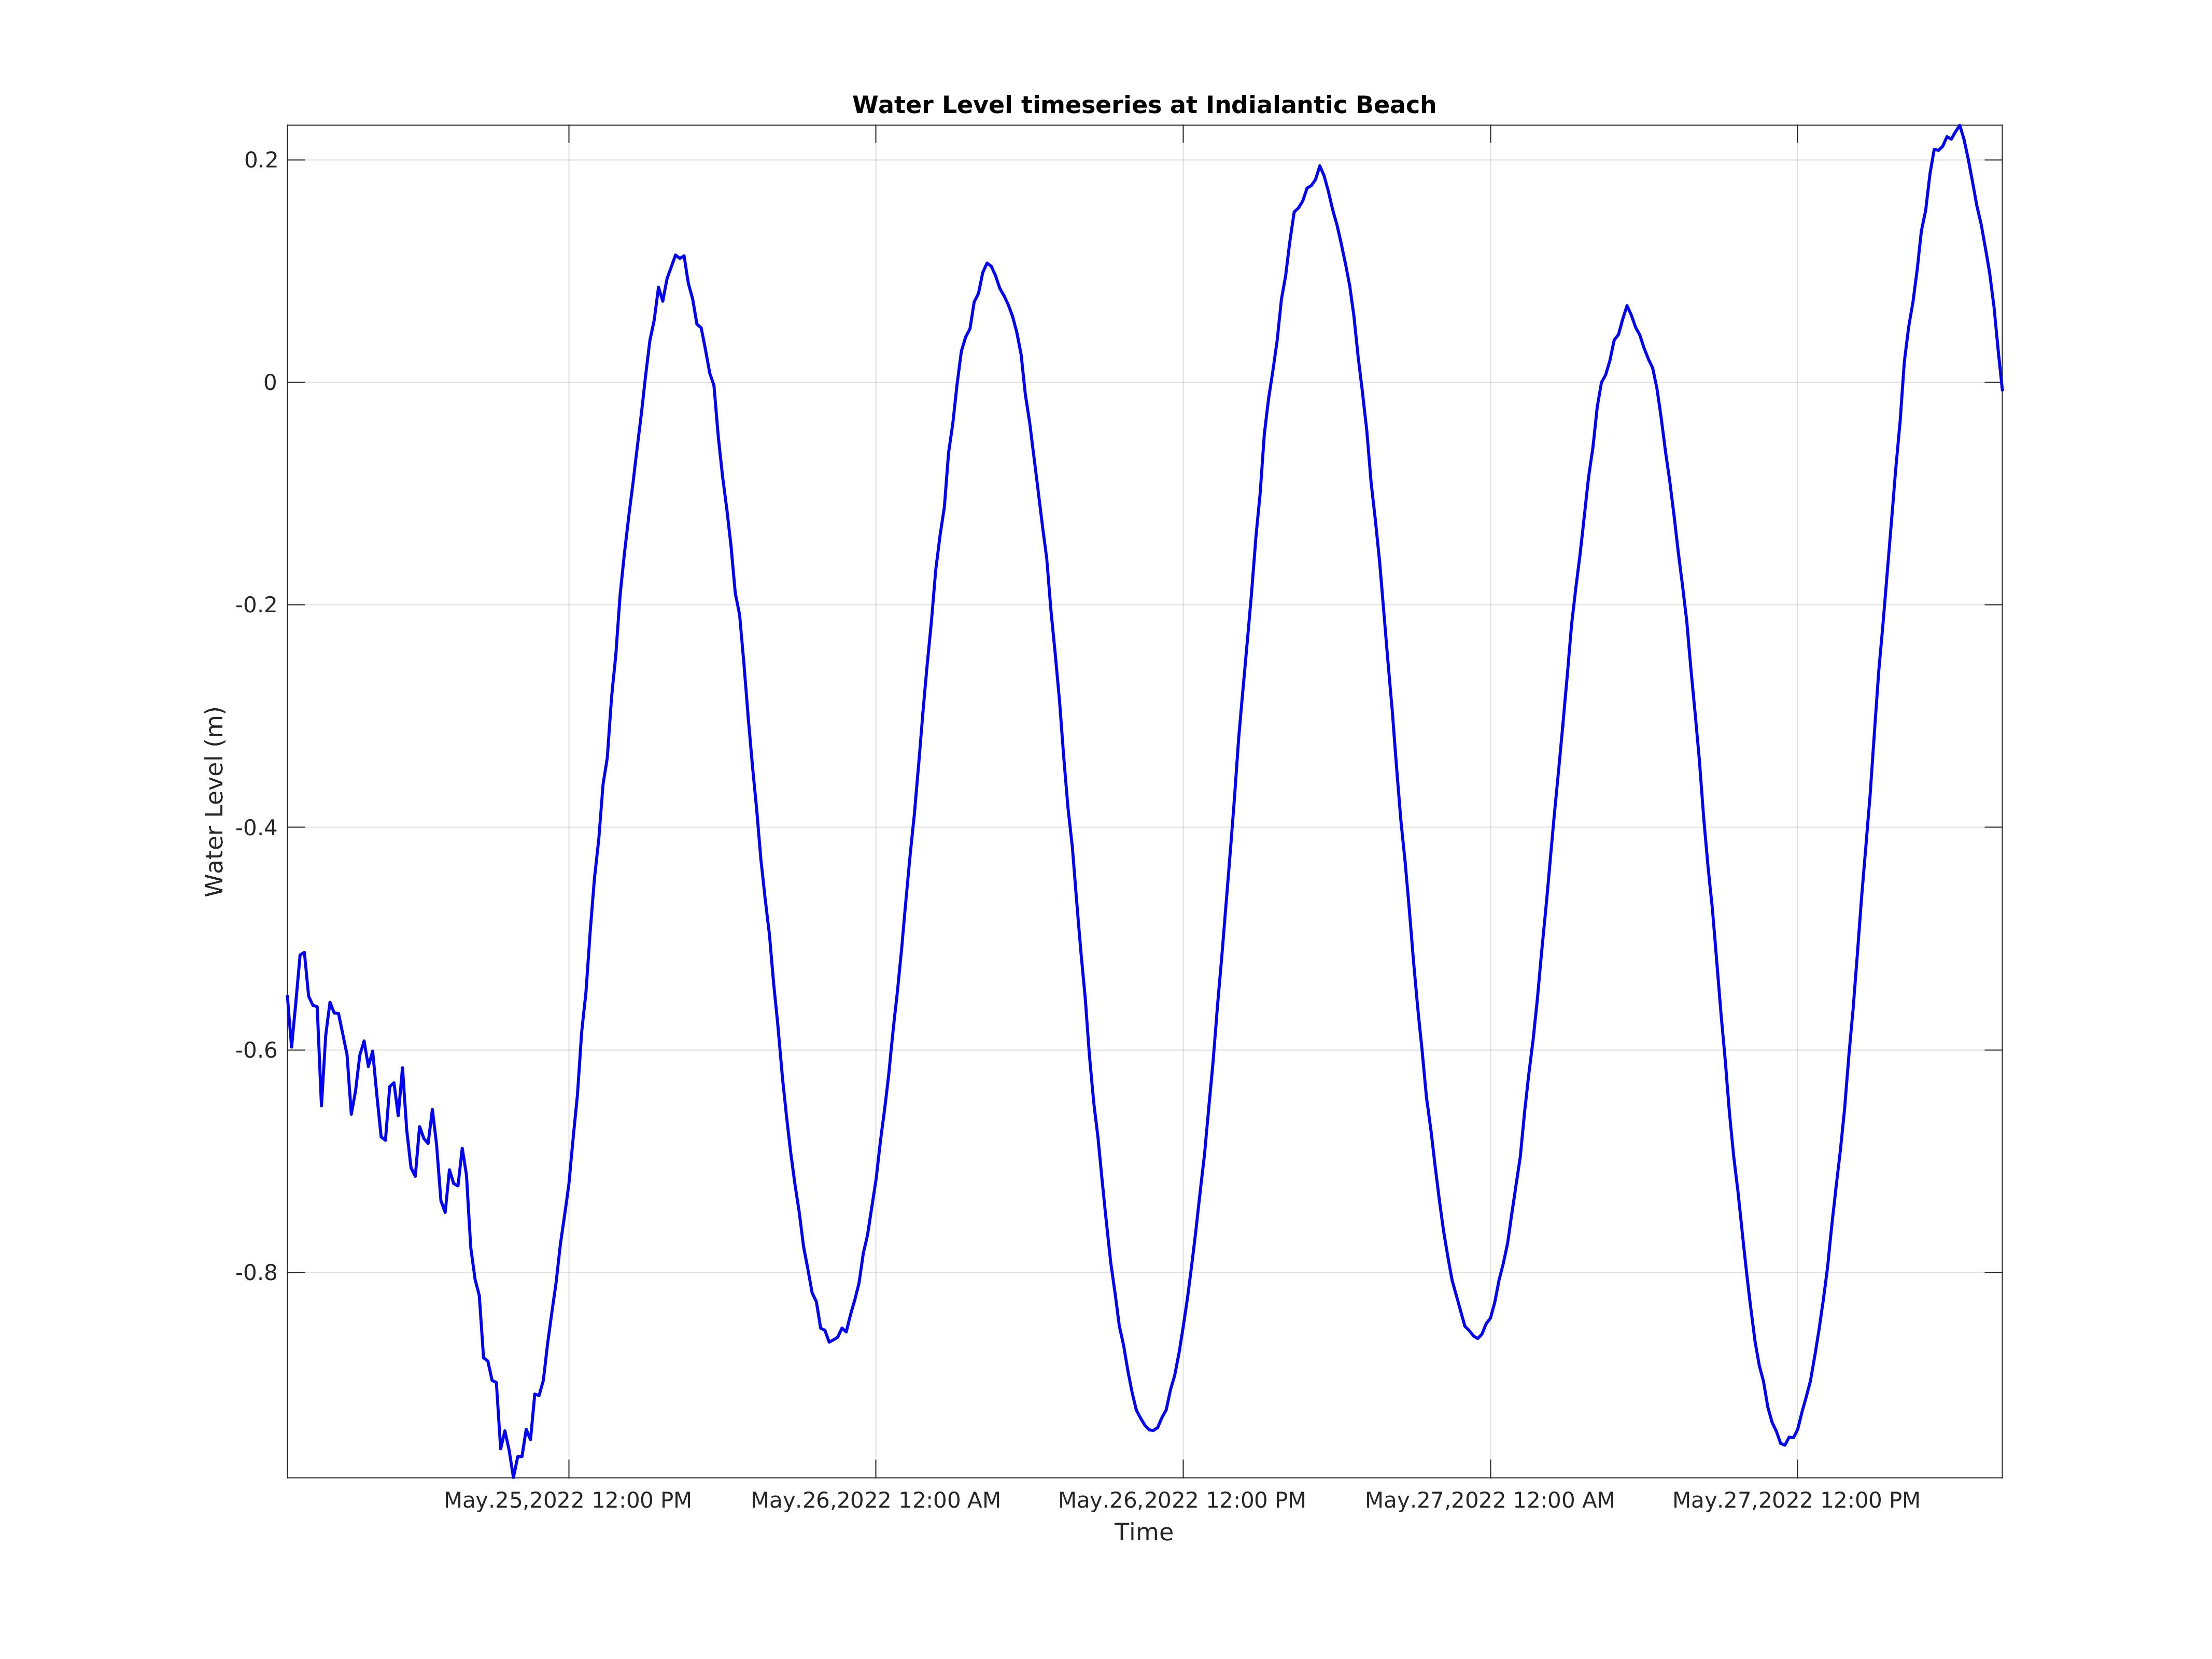 Water Level timeseries at Indialantic Beach
0.2
0
-0.2
-0.4
-0.6
-0.8
Water Level (m)
May.25,2022 12:00 PM
May.26,2022 12:00 AM
May.26,2022 12:00 PM
May.27,2022 12:00 AM
May.27,2022 12:00 PM
Time